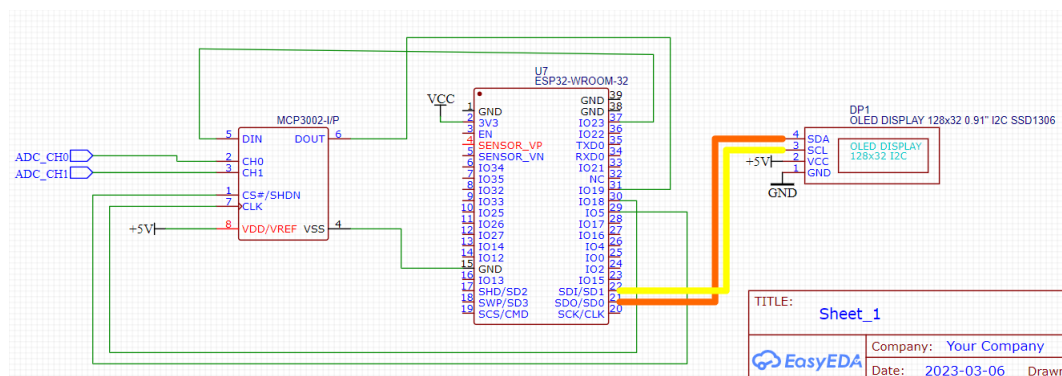 MCP3002-I/P
5 DIN DOUT 6
2 CH0
3 CH1
1 CS#/SHDN
7 CLK
8 VDD/VREF VSS 4
ADC_CH0
ADC_CH1
+5V
VCC
U7
ESP32-WROOM-32
1 GND
2 3V3
3 EN
4 SENSOR_VP
5 SENSOR_VN
6 IO34
7 IO35
8 IO32
9 IO33
10 IO25
11 IO26
12 IO27
13 IO14
14 IO12
15 GND
16 IO13
17 SHD/SD2
18 SWP/SD3
19 SCS/CMD
GND 39
GND 38
IO23 37
IO22 36
TXD0 35
RXD0 34
IO21 33
NC 32
IO19 31
IO18 30
IO5 29
IO17 28
IO16 27
IO4 26
IO0 25
IO2 24
IO15 23
SDI/SD1 22
SDO/SD0 21
SCK/CLK 20
DP1
OLED DISPLAY 128x32 0.91" I2C SSD1306
4 SDA
3 SCL
2 VCC
1 GND
OLED DISPLAY
128x32 I2C
+5V
GND
TITLE:
Sheet_1
EasyEDA
Company: Your Company
Date: 2023-03-06 Drawn